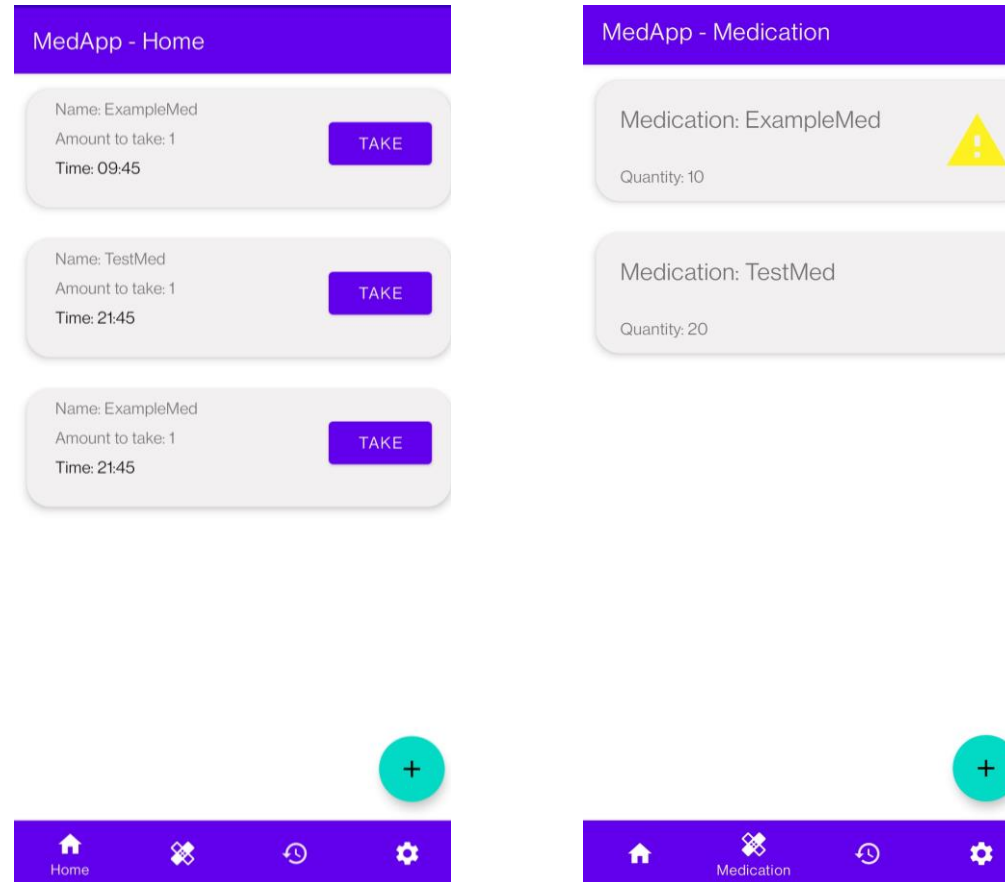 MedApp - Home
Name: ExampleMed
Amount to take: 1
Time: 09:45
TAKE
Name: TestMed
Amount to take: 1
Time: 21:45
TAKE
Name: ExampleMed
Amount to take: 1
Time: 21:45
TAKE
+
Home
MedApp - Medication
Medication: ExampleMed
Quantity: 10
Medication: TestMed
Quantity: 20
+
Medication